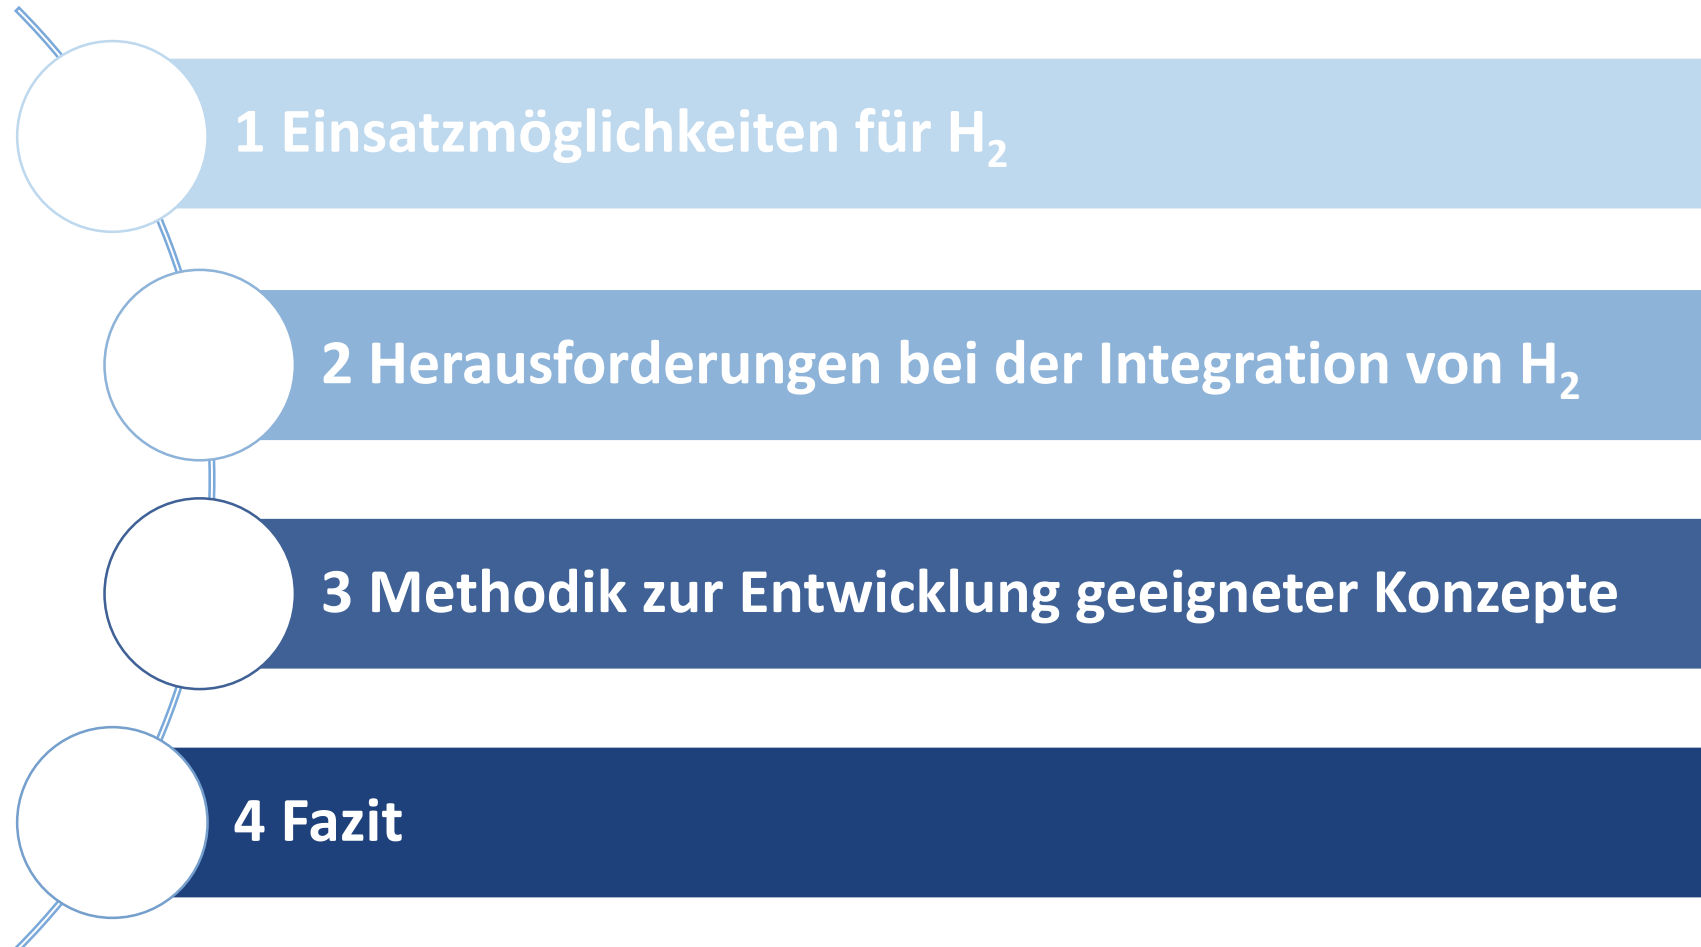 1 Einsatzmöglichkeiten für H₂
2 Herausforderungen bei der Integration von H₂
3 Methodik zur Entwicklung geeigneter Konzepte
4 Fazit